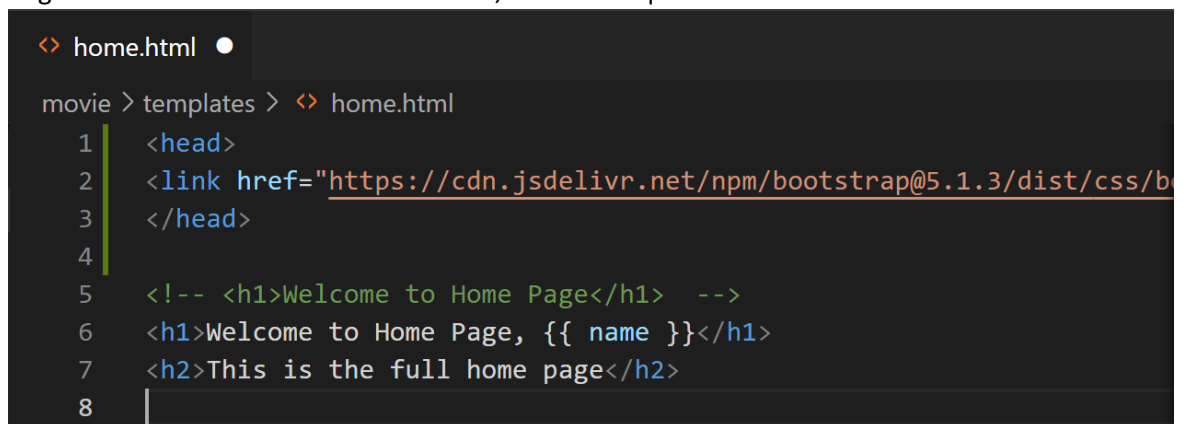 home.html
movie > templates > home.html
1 <head>
2 <link href="https://cdn.jsdelivr.net/npm/bootstrap@5.1.3/dist/css/b
3 </head>
4
5 <!-- <h1>Welcome to Home Page</h1>  -->
6 <h1>Welcome to Home Page, {{ name }}</h1>
7 <h2>This is the full home page</h2>
8